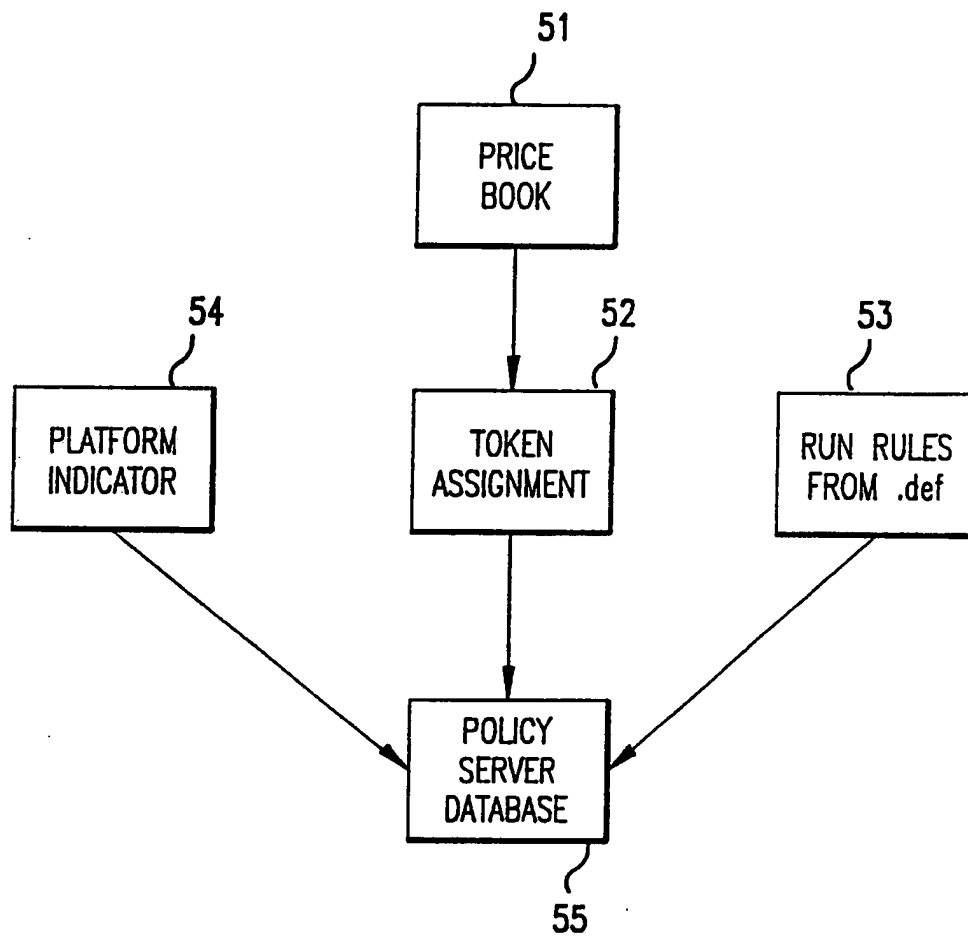 51
PRICE
BOOK
54
52
53
PLATFORM
INDICATOR
TOKEN
ASSIGNMENT
RUN RULES
FROM .def
POLICY
SERVER
DATABASE
55